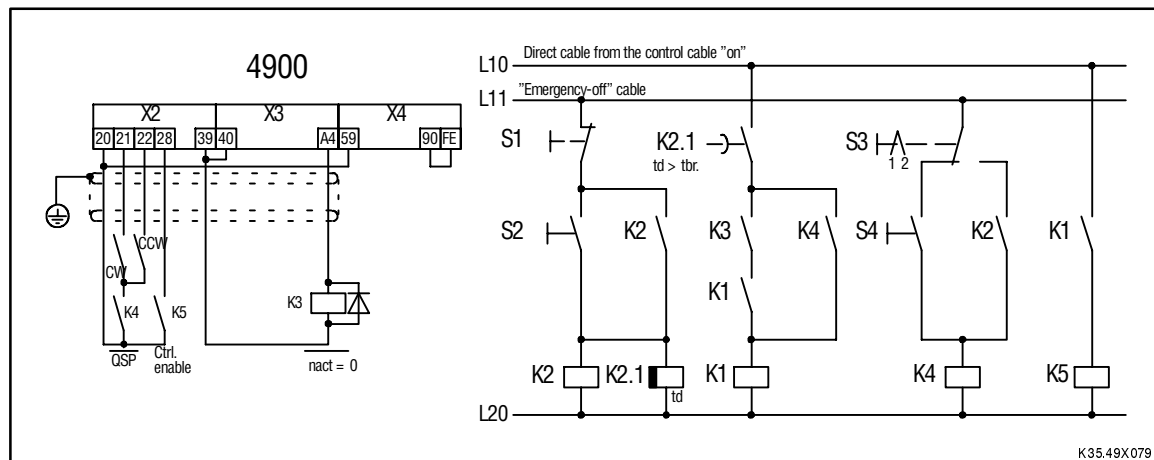 4900
X2 X3 X4
20 21 22 28 39 40 A4 59 90 FE
CW
CCW
K4
K5
QSP
Ctrl.
enable
K3
nact = 0
L10 Direct cable from the control cable "on"
L11 "Emergency-off" cable
S1
K2.1
td > tbr.
S3
1 2
S2
K2
K3
K4
S4
K2
K1
K1
K2
K2.1
td
K1
K4
K5
L20
K35.49X079